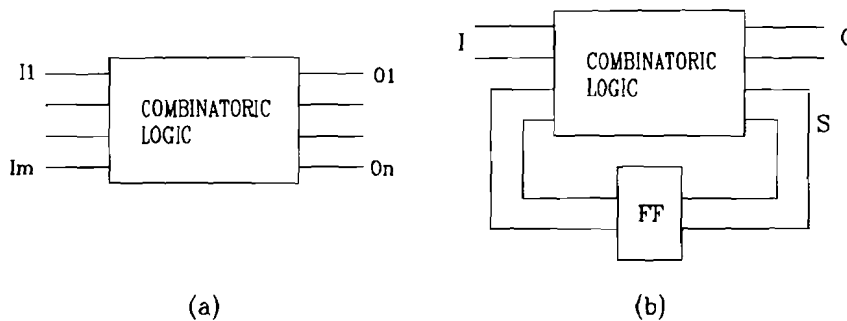 I1
COMBINATORIC
LOGIC
O1
Im
On
(a)
I
COMBINATORIC
LOGIC
S
FF
(b)